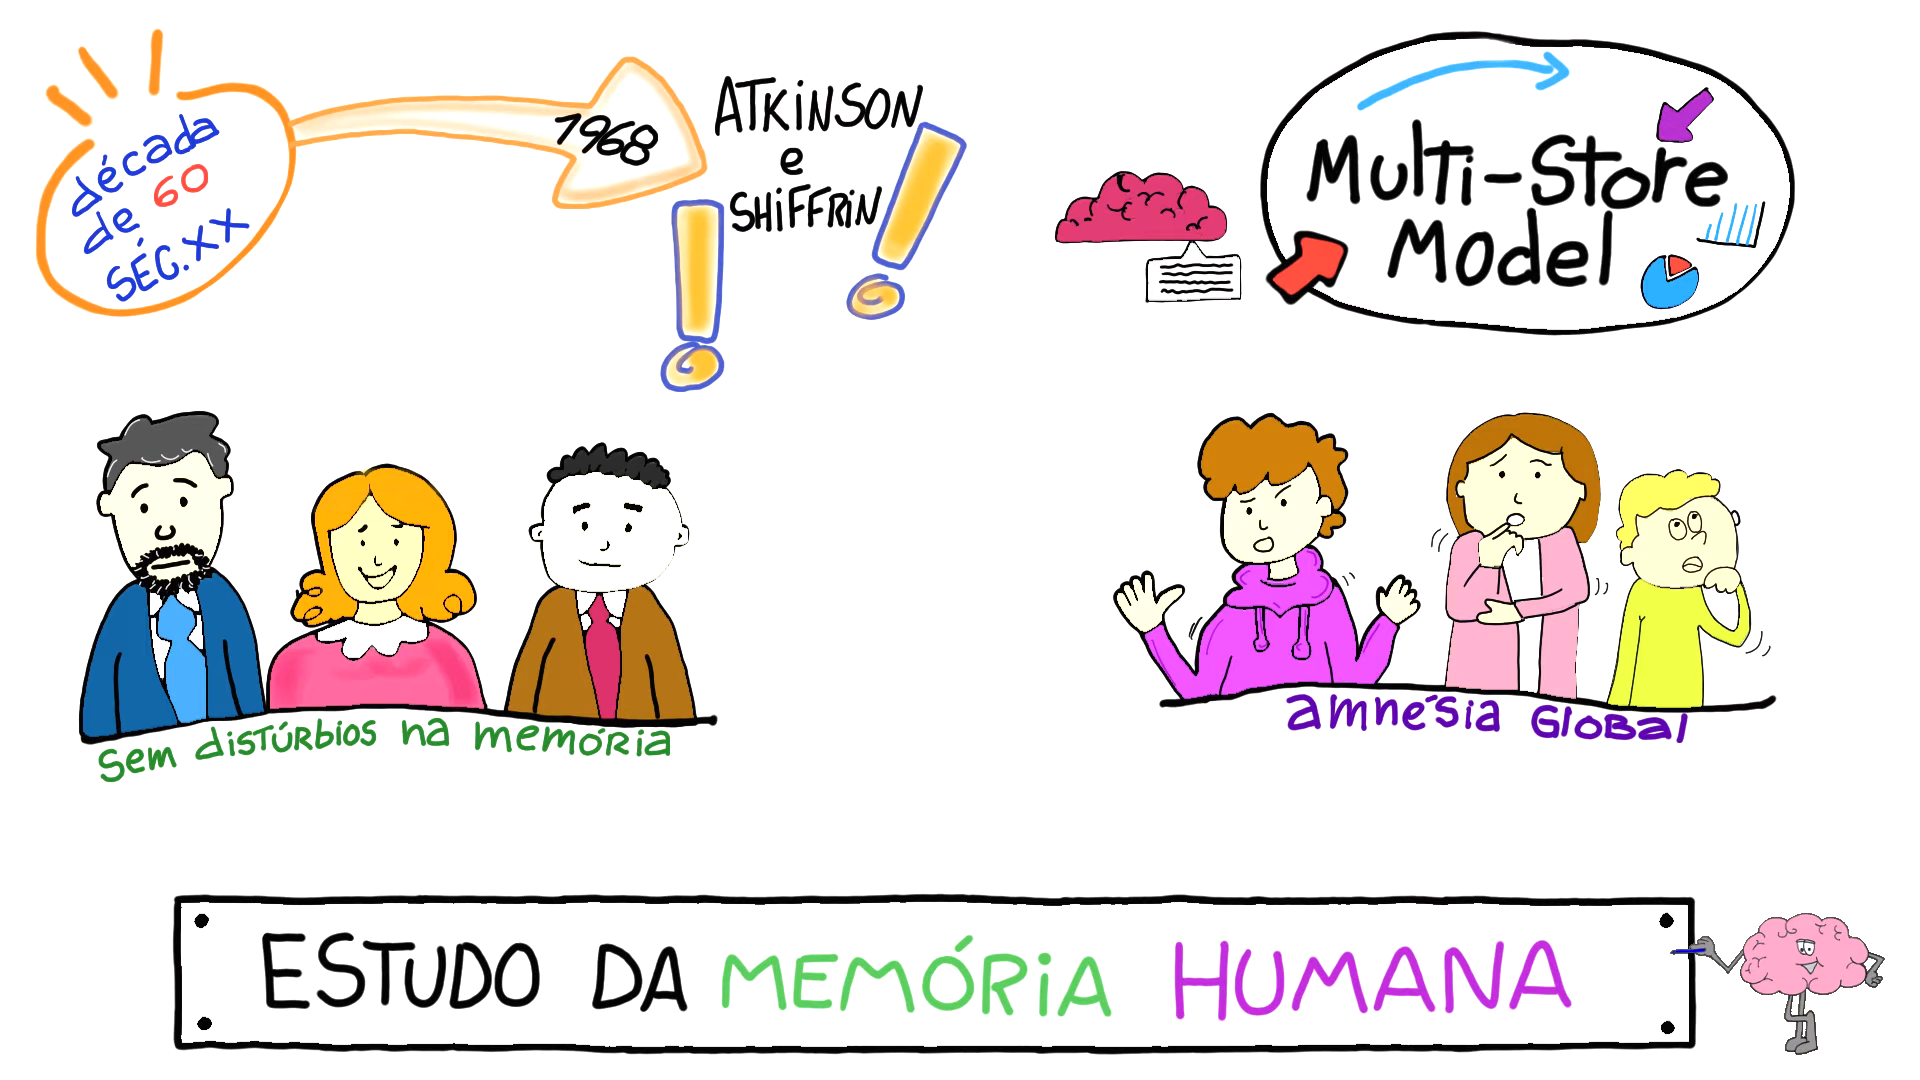 década
de 60
SÉC.XX
1968
ATKiNSON
e
SHiFFRiN
Multi-Store
Model
Sem distúrbios na memória
amnésia Global
ESTUDO DA MEMÓRiA HUMANA